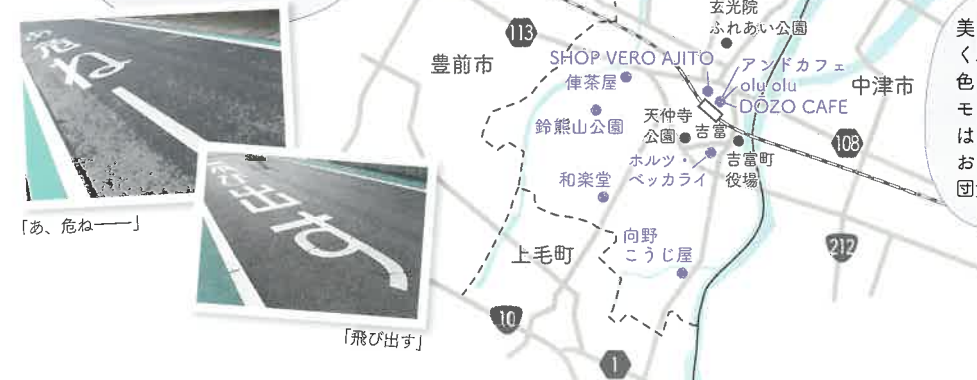 あ、危ね
飛び出す
「あ、危ね――」
「飛び出す」
玄光院
ふれあい公園
113
豊前市
SHOP VERO AJITO
俥茶屋
アンドカフェ
olu olu
DOZO CAFE
中津市
鈴熊山公園
天仲寺
公園
吉富
108
ホルツ・
ベッカライ
吉富町
役場
和楽堂
向野
こうじ屋
上毛町
212
10
1
美
く
色
モ
は
お
団